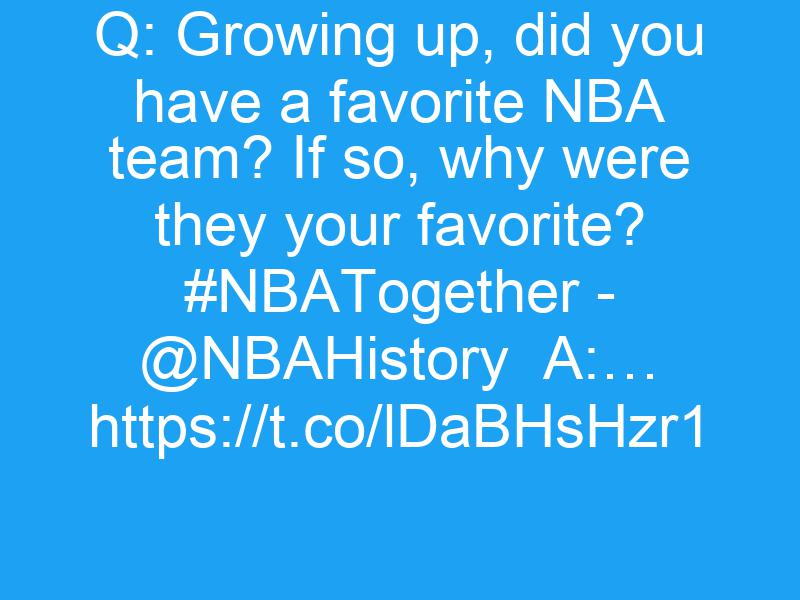 Q: Growing up, did you
have a favorite NBA
team? If so, why were
they your favorite?
#NBATogether -
@NBAHistory  A:…
https://t.co/lDaBHsHzr1